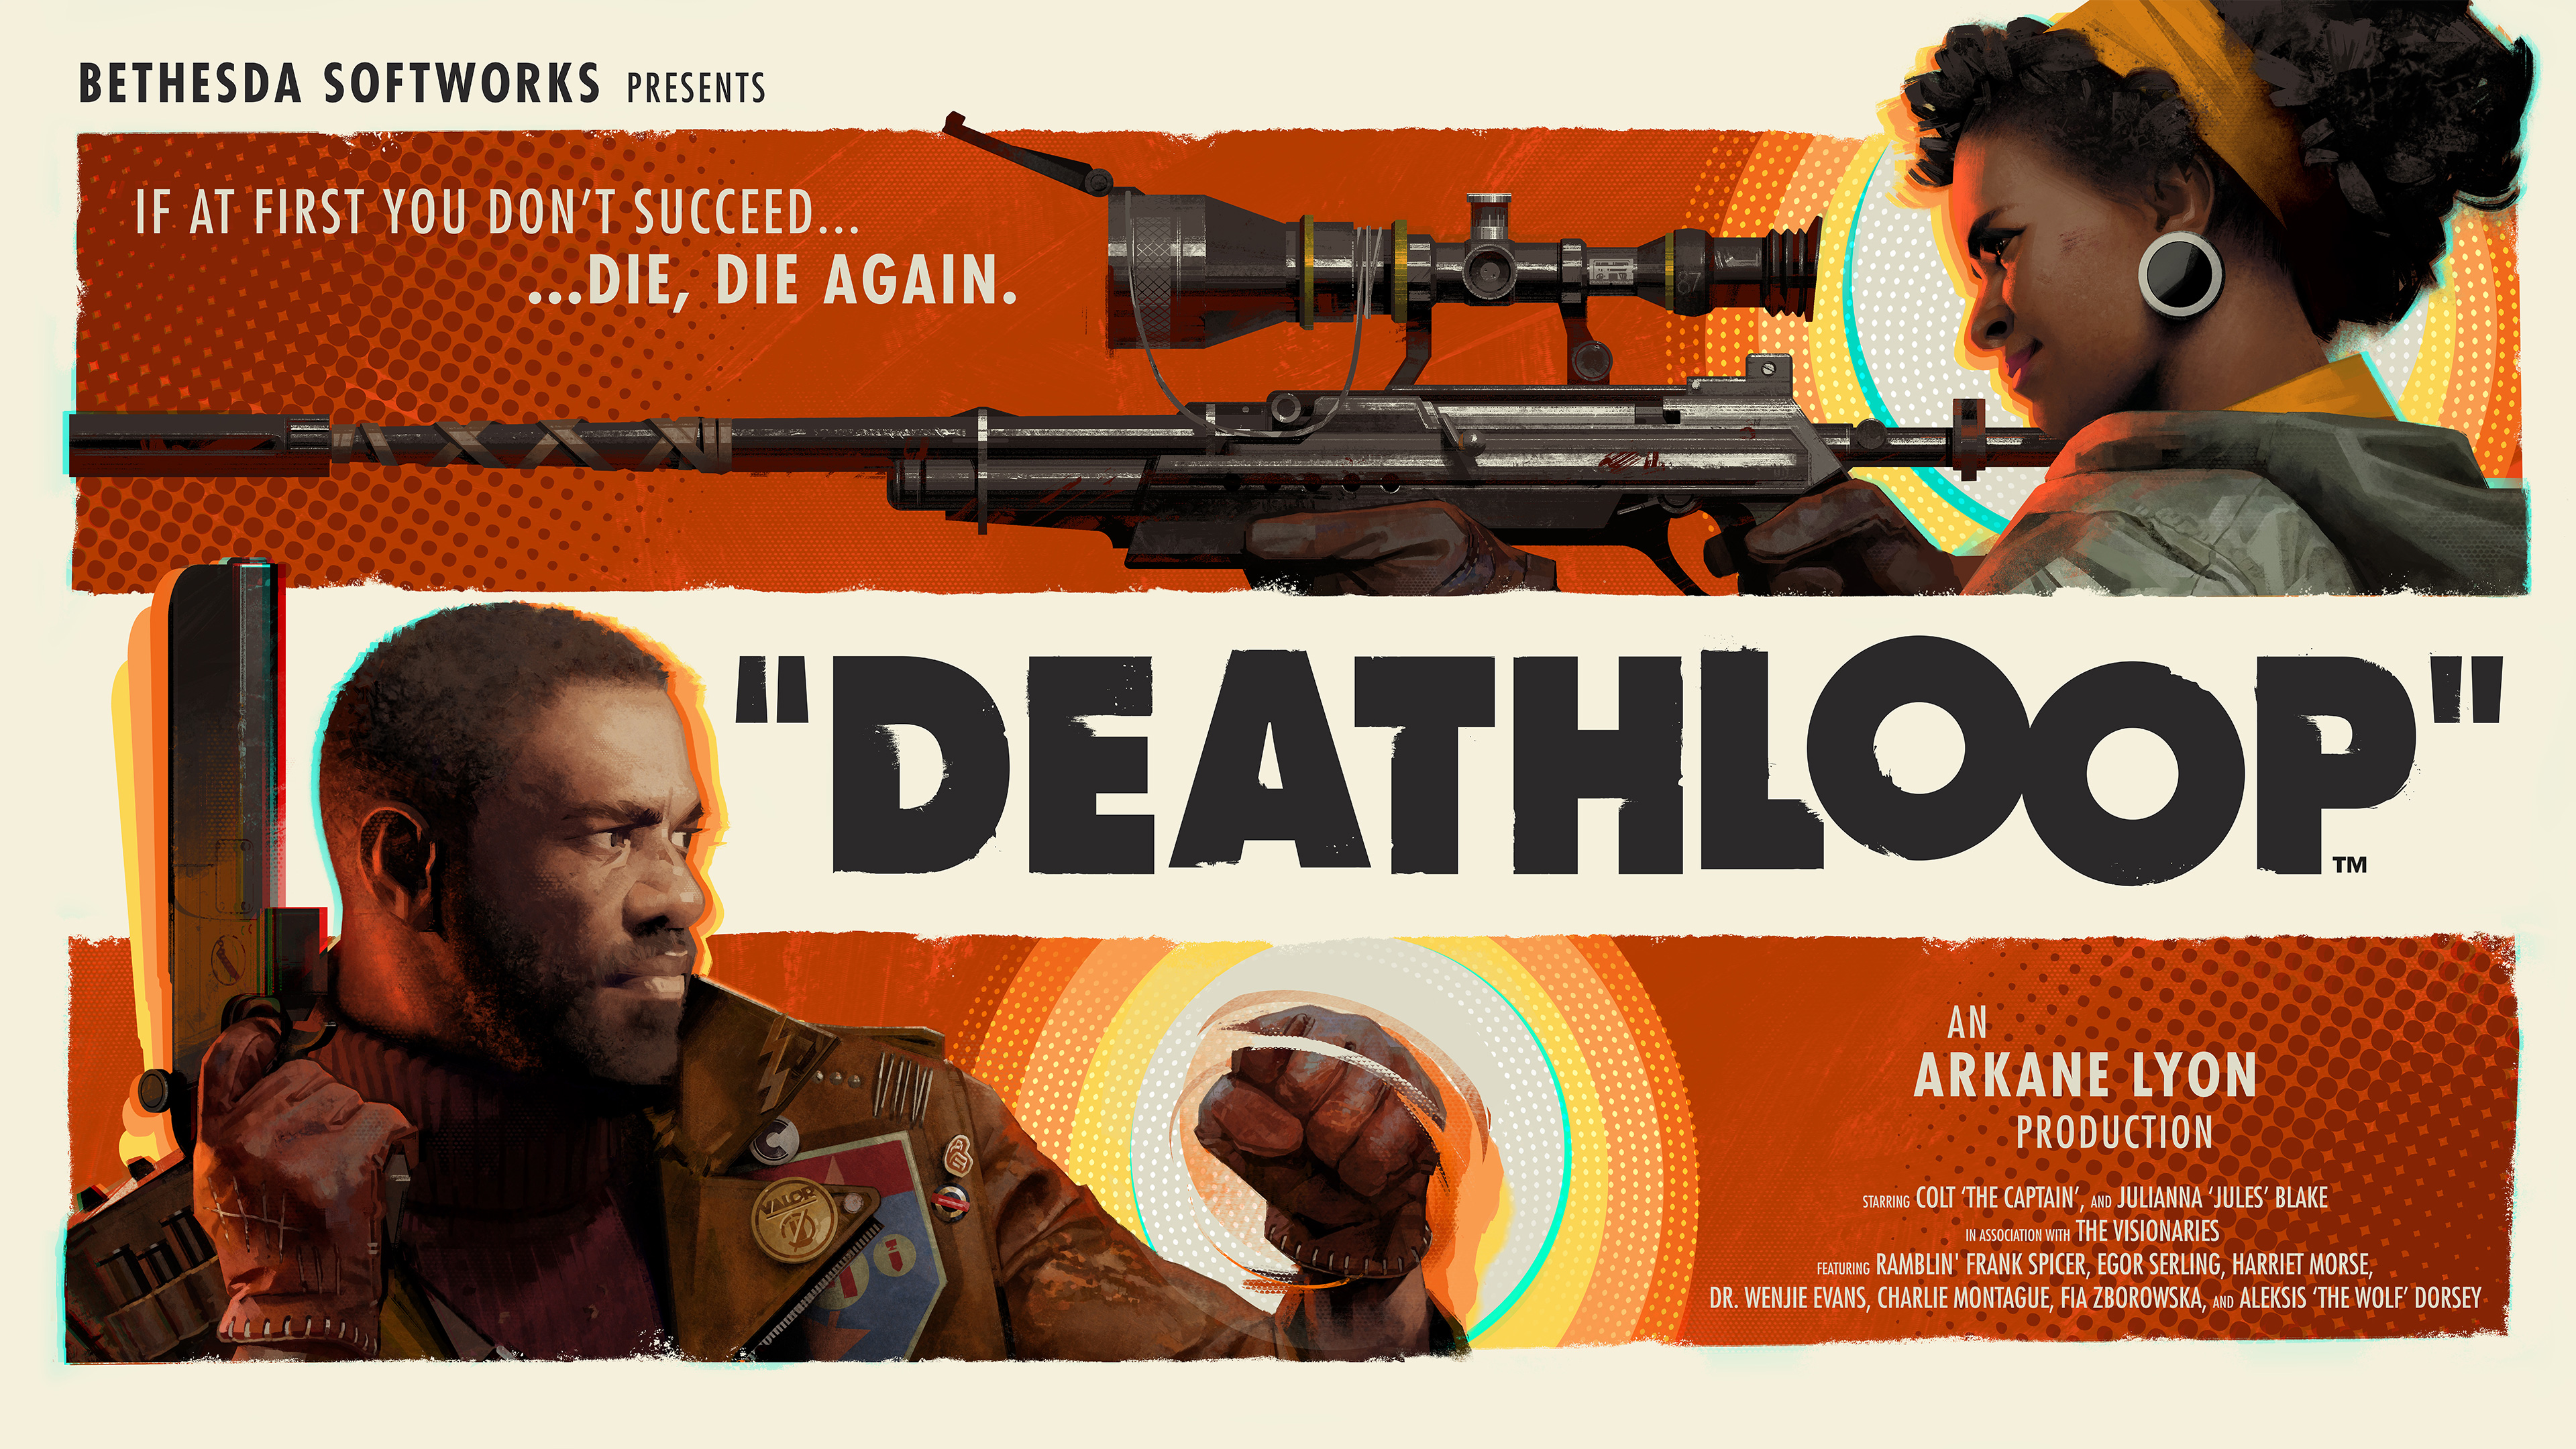 BETHESDA SOFTWORKS PRESENTS
IF AT FIRST YOU DON'T SUCCEED...
...DIE, DIE AGAIN.
67
"DEATHLOOP"
TM
VALOR
AN
ARKANE LYON
PRODUCTION
STARRING COLT 'THE CAPTAIN', AND JULIANNA 'JULES' BLAKE
IN ASSOCIATION WITH THE VISIONARIES
FEATURING RAMBLIN' FRANK SPICER, EGOR SERLING, HARRIET MORSE,
DR. WENJIE EVANS, CHARLIE MONTAGUE, FIA ZBOROWSKA, AND ALEKSIS 'THE WOLF' DORSEY